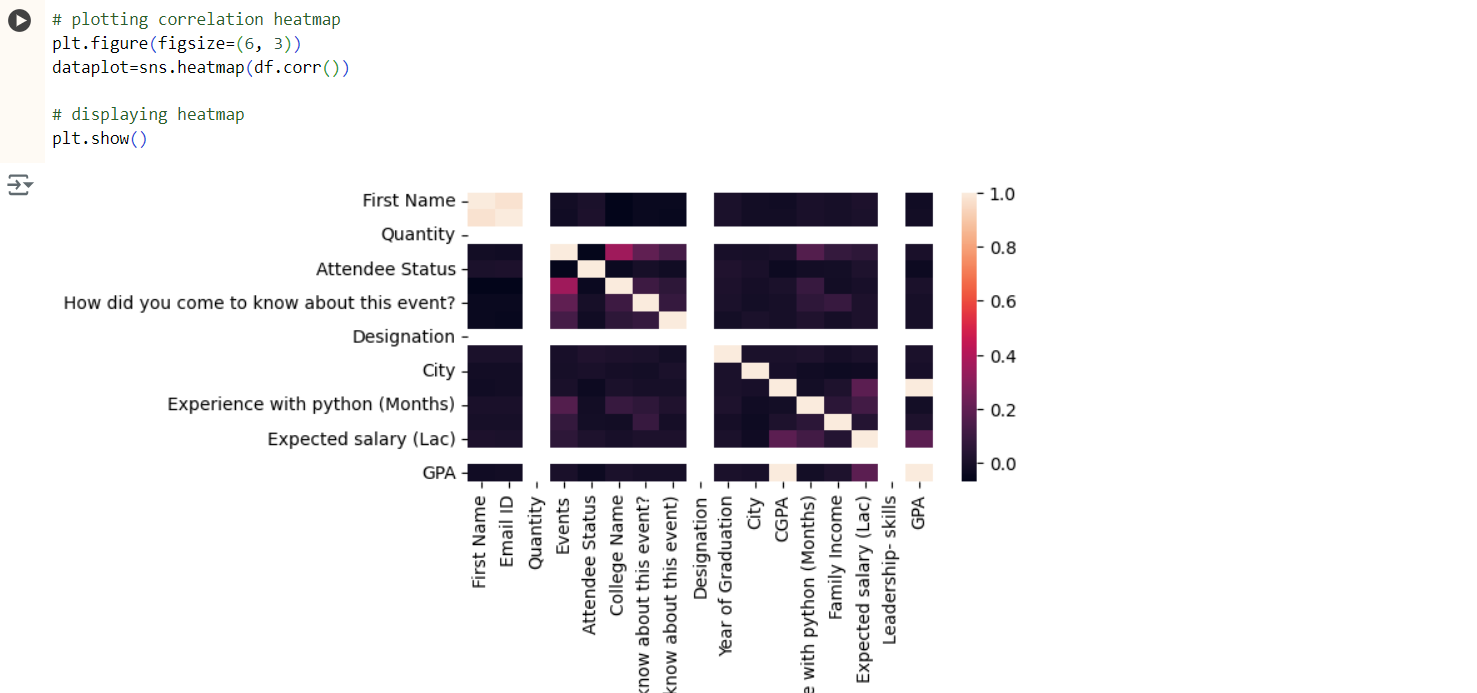 # plotting correlation heatmap
plt.figure(figsize=(6, 3))
dataplot=sns.heatmap(df.corr())
# displaying heatmap
plt.show()
First Name
Quantity
Attendee Status
How did you come to know about this event?
Designation
City
Experience with python (Months)
Expected salary (Lac)
GPA
1.0
0.8
0.6
0.4
0.2
0.0
First Name
Email ID
Quantity
Events
Attendee Status
College Name
know about this event?
know about this event)
Designation
Year of Graduation
City
CGPA
e with python (Months)
Family Income
Expected salary (Lac)
Leadership- skills
GPA